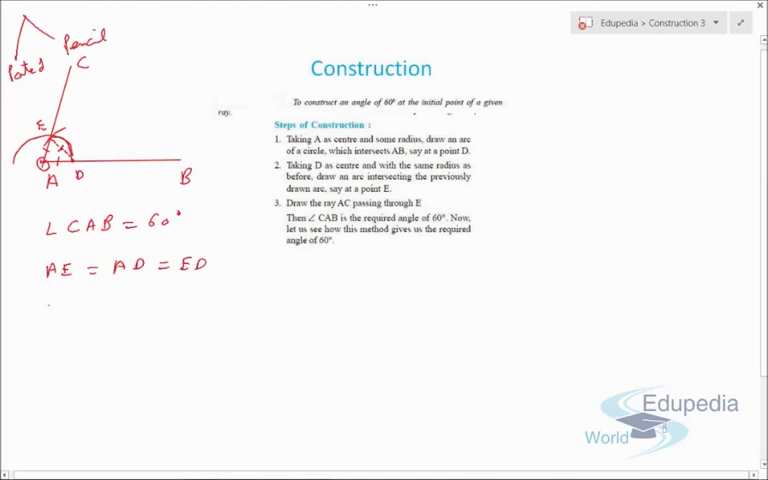 ...
Edupedia > Construction 3
Pencil
C
E
A D B
∠CAB = 60°
AE = AD = ED
Construction
To construct an angle of 60° at the initial point of a given
ray.
Steps of Construction :
1. Taking A as centre and some radius, draw an arc
of a circle, which intersects AB, say at a point D.
2. Taking D as centre and with the same radius as
before, draw an arc intersecting the previously
drawn arc, say at a point E.
3. Draw the ray AC passing through E
Then ∠ CAB is the required angle of 60°. Now,
let us see how this method gives us the required
angle of 60°.
Edupedia
World